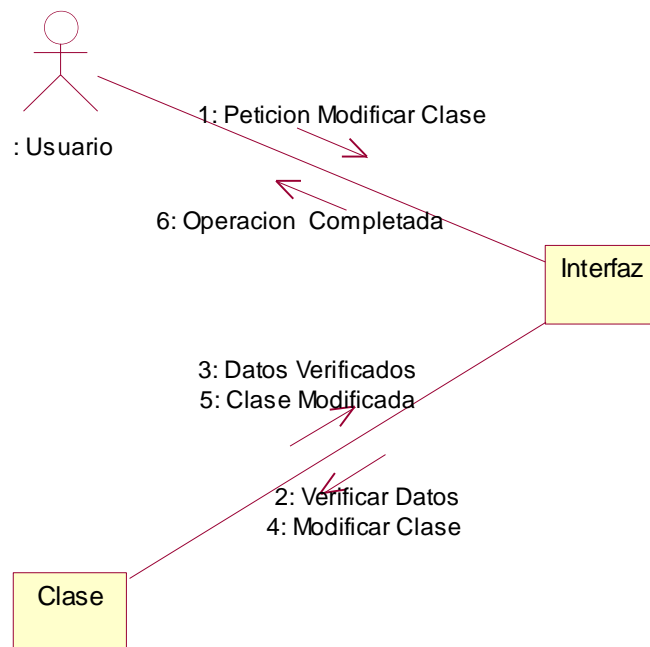 1: Peticion Modificar Clase
: Usuario
6: Operacion Completada
Interfaz
3: Datos Verificados
5: Clase Modificada
2: Verificar Datos
4: Modificar Clase
Clase